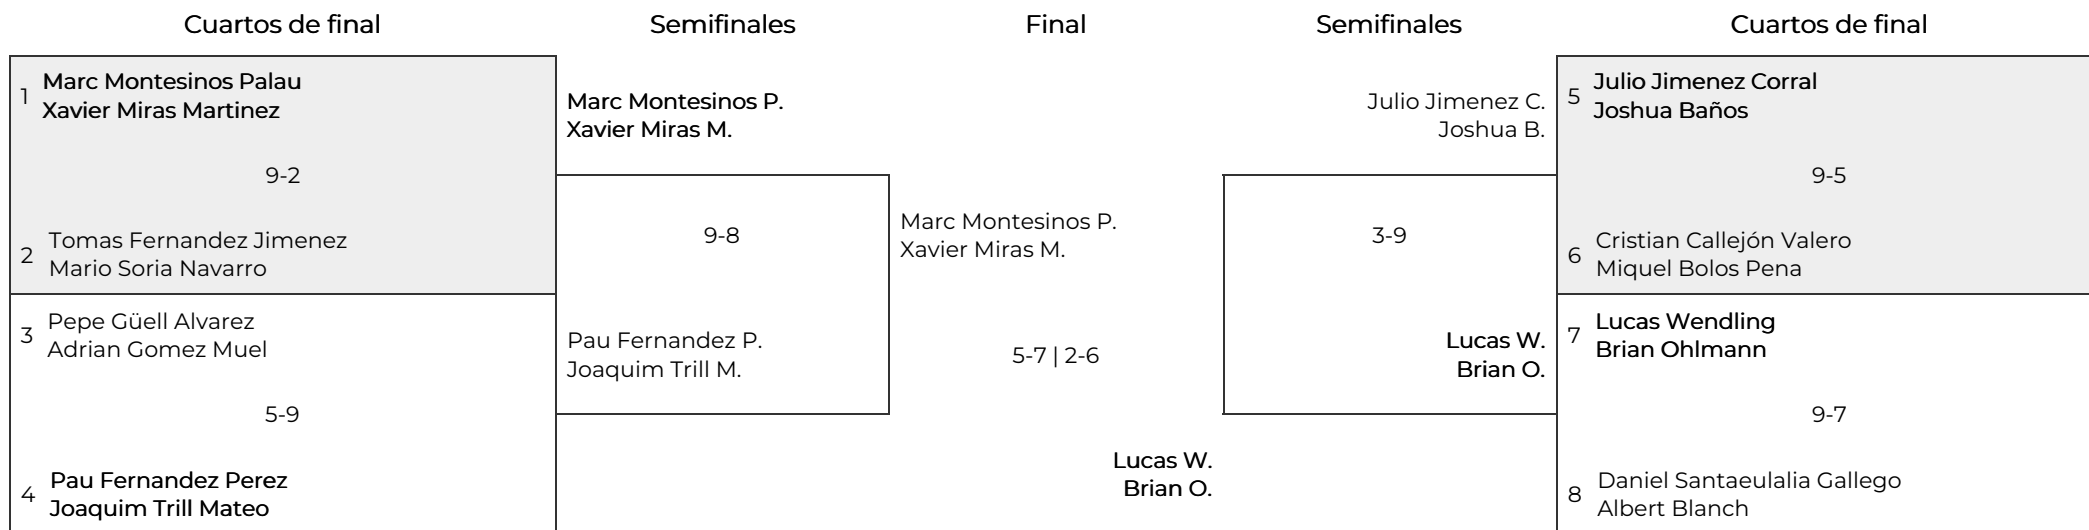 Cuartos de final
Semifinales
Final
Semifinales
Cuartos de final
1
Marc Montesinos Palau
Xavier Miras Martinez
9-2
2
Tomas Fernandez Jimenez
Mario Soria Navarro
3
Pepe Güell Alvarez
Adrian Gomez Muel
5-9
4
Pau Fernandez Perez
Joaquim Trill Mateo
Marc Montesinos P.
Xavier Miras M.
9-8
Pau Fernandez P.
Joaquim Trill M.
Marc Montesinos P.
Xavier Miras M.
5-7 | 2-6
Lucas W.
Brian O.
Julio Jimenez C.
Joshua B.
3-9
Lucas W.
Brian O.
5
Julio Jimenez Corral
Joshua Baños
9-5
6
Cristian Callejón Valero
Miquel Bolos Pena
7
Lucas Wendling
Brian Ohlmann
9-7
8
Daniel Santaeulalia Gallego
Albert Blanch